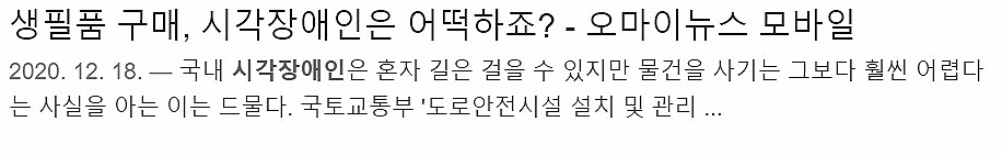 생필품 구매, 시각장애인은 어떡하죠? - 오마이뉴스 모바일
2020. 12. 18. — 국내 시각장애인은 혼자 길은 걸을 수 있지만 물건을 사기는 그보다 훨씬 어렵다
는 사실을 아는 이는 드물다. 국토교통부 '도로안전시설 설치 및 관리 ...